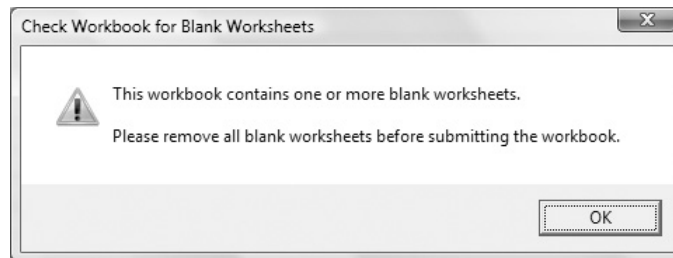 Check Workbook for Blank Worksheets
This workbook contains one or more blank worksheets.
Please remove all blank worksheets before submitting the workbook.
OK